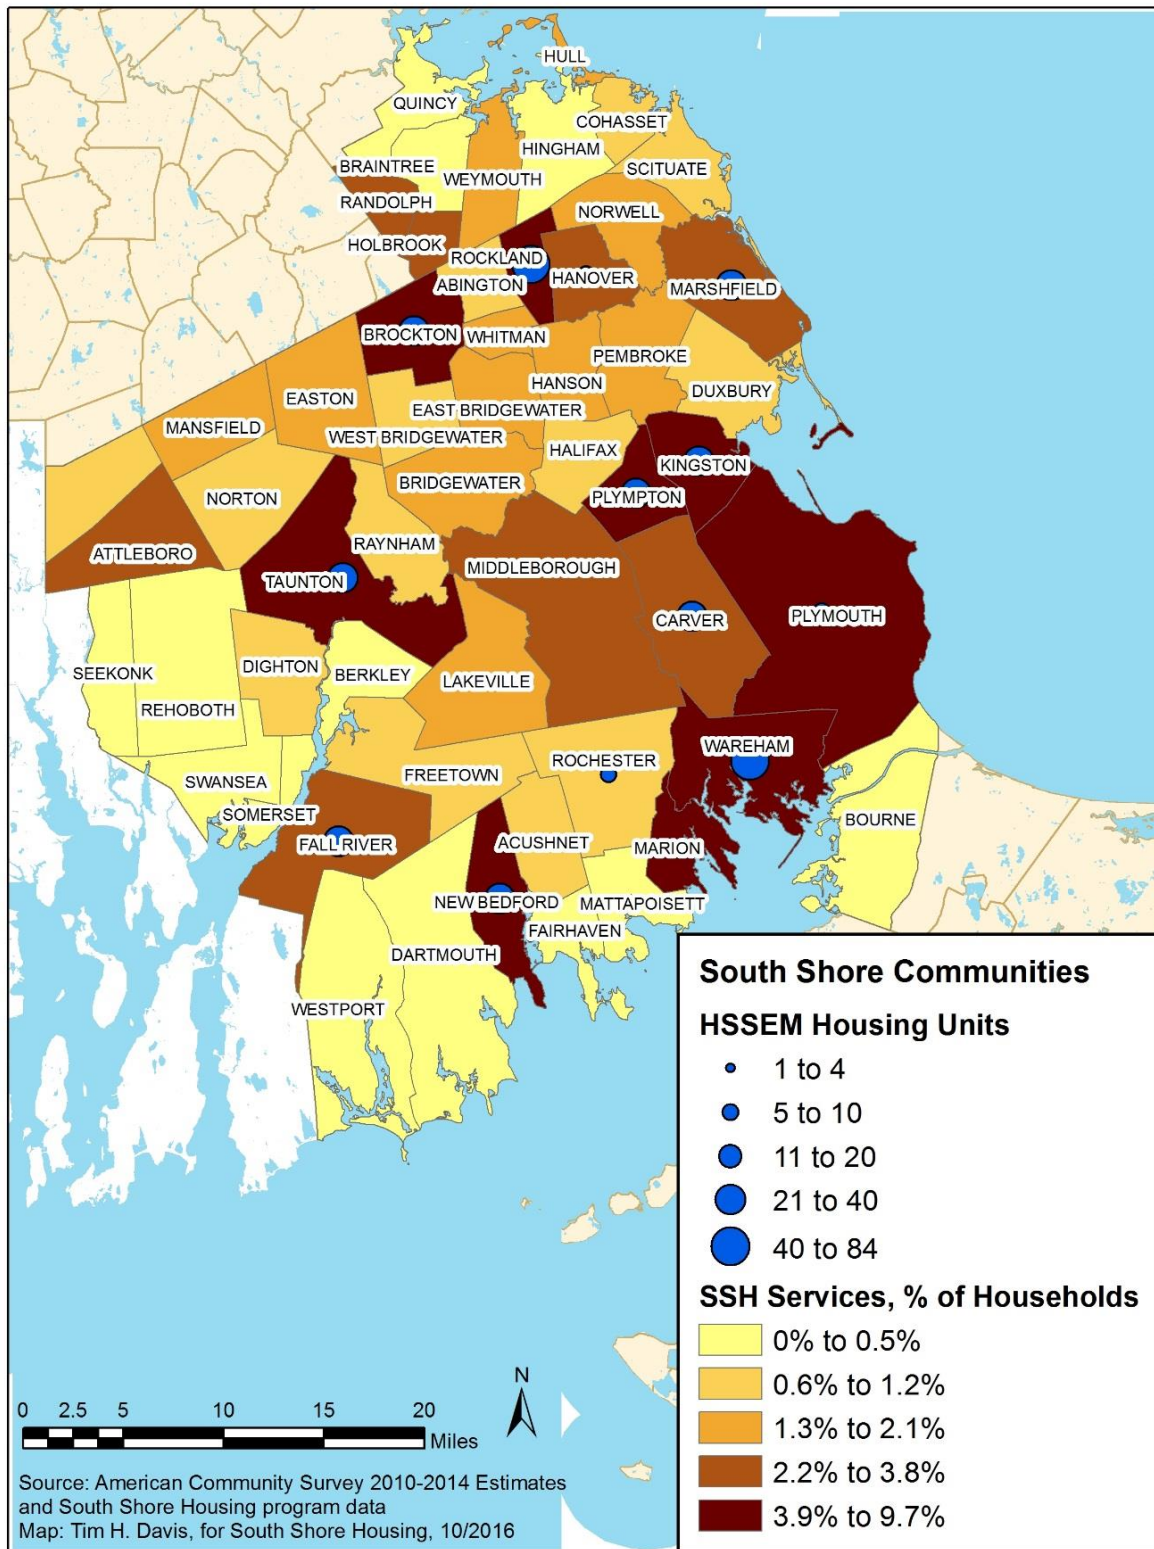 HULL
QUINCY
COHASSET
HINGHAM
BRAINTREE
SCITUATE
WEYMOUTH
RANDOLPH
NORWELL
HOLBROOK
ROCKLAND
HANOVER
ABINGTON
MARSHFIELD
BROCKTON
WHITMAN
PEMBROKE
HANSON
DUXBURY
EASTON
EAST BRIDGEWATER
MANSFIELD
WEST BRIDGEWATER
HALIFAX
KINGSTON
BRIDGEWATER
NORTON
PLYMPTON
RAYNHAM
ATTLEBORO
MIDDLEBOROUGH
TAUNTON
PLYMOUTH
CARVER
DIGHTON
SEEKONK
BERKLEY
LAKEVILLE
REHOBOTH
WAREHAM
ROCHESTER
FREETOWN
SWANSEA
SOMERSET
BOURNE
FALL RIVER
ACUSHNET
MARION
NEW BEDFORD
MATTAPOISETT
FAIRHAVEN
DARTMOUTH
WESTPORT
South Shore Communities
HSSEM Housing Units
1 to 4
5 to 10
11 to 20
21 to 40
40 to 84
SSH Services, % of Households
0% to 0.5%
0.6% to 1.2%
1.3% to 2.1%
2.2% to 3.8%
3.9% to 9.7%
N
0 2.5 5 10 15 20
Miles
Source: American Community Survey 2010-2014 Estimates
and South Shore Housing program data
Map: Tim H. Davis, for South Shore Housing, 10/2016